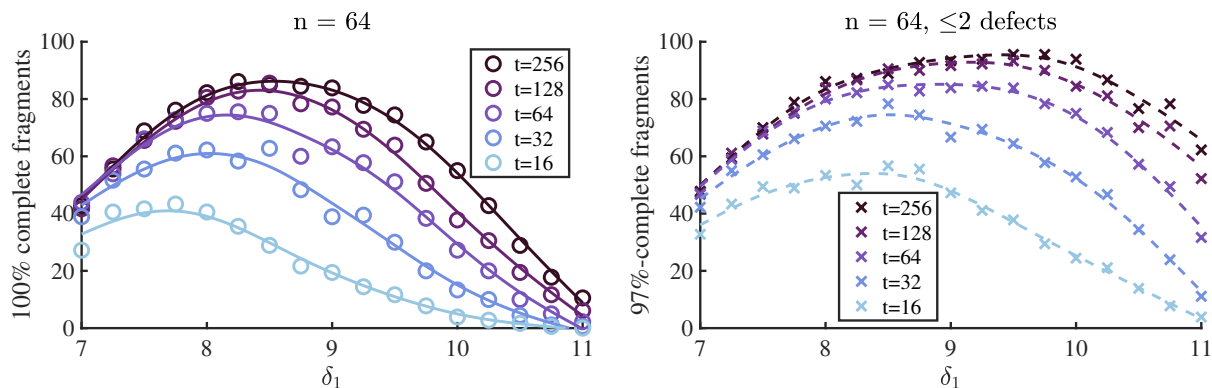 n = 64
100% complete fragments
100
80
60
40
20
0
7
8
9
10
11
δ₁
t=256
t=128
t=64
t=32
t=16
n = 64, ≤2 defects
97%-complete fragments
100
80
60
40
20
0
7
8
9
10
11
δ₁
t=256
t=128
t=64
t=32
t=16